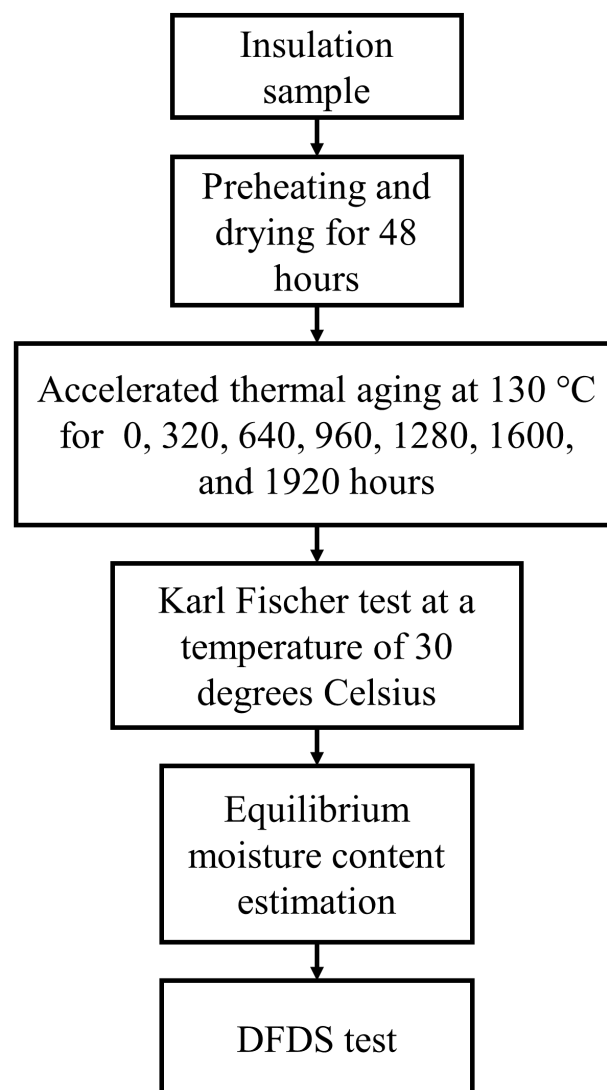 Insulation
sample
Preheating and
drying for 48
hours
Accelerated thermal aging at 130 °C
for 0, 320, 640, 960, 1280, 1600,
and 1920 hours
Karl Fischer test at a
temperature of 30
degrees Celsius
Equilibrium
moisture content
estimation
DFDS test